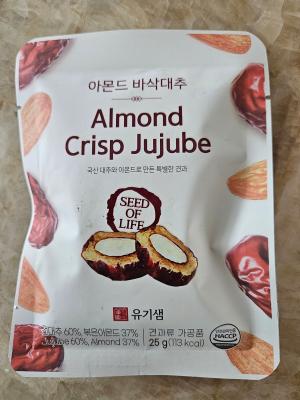 아몬드 바삭대추
Almond
Crisp Jujube
국산 대추와 아몬드로 만든 특별한 견과
SEED
OF
LIFE
유기샘
60%, 볶은아몬드 37%
Jujube 60%, Almond 37%
견과류 가공품
25 g (113 kcal)
HACCP